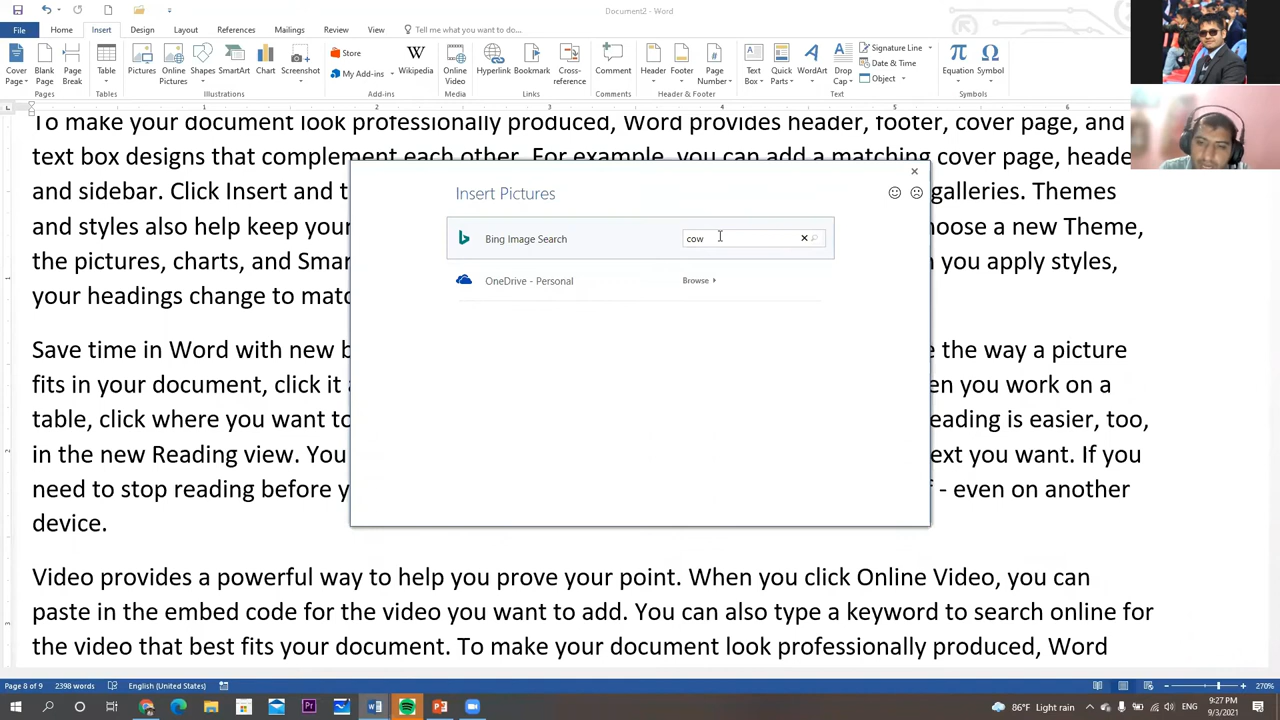 Document2 - Word
File Home Insert Design Layout References Mailings Review View Tell me what you want to do...
Cover Page
Blank Page
Page Break
Table
Tables
Pictures
Online Pictures
Shapes
SmartArt
Chart
Screenshot
Illustrations
Store
My Add-ins
Add-ins
Wikipedia
Online Video
Media
Hyperlink
Bookmark
Cross-reference
Links
Comment
Comments
Header
Footer
Page Number
Header & Footer
Text Box
Quick Parts
WordArt
Drop Cap
Signature Line
Date & Time
Object
Text
Equation
Symbol
Symbols
1 2 3 4 5 6
To make your document look professionally produced, Word provides header, footer, cover page, and
text box designs that complement each other. For example, you can add a matching cover page, heade
and sidebar. Click Insert and t galleries. Themes
and styles also help keep your hoose a new Theme,
the pictures, charts, and Smar n you apply styles,
your headings change to matc
Insert Pictures
Bing Image Search cow
OneDrive - Personal Browse
Save time in Word with new b e the way a picture
fits in your document, click it a en you work on a
table, click where you want to eading is easier, too,
in the new Reading view. You ext you want. If you
need to stop reading before y f - even on another
device.
Video provides a powerful way to help you prove your point. When you click Online Video, you can
paste in the embed code for the video you want to add. You can also type a keyword to search online for
the video that best fits your document. To make your document look professionally produced, Word
Page 8 of 9 2398 words English (United States) 270%
86°F Light rain 9:27 PM
9/3/2021